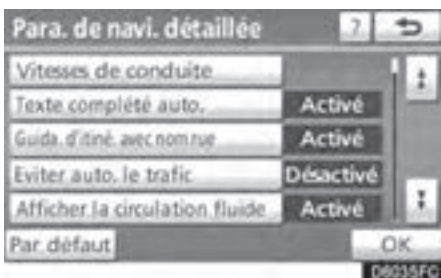 Para. de navi. détaillée ?
Vitesses de conduite
Texte complété auto. Activé
Guida. d'itiné. avec nom rue Activé
Eviter auto. le trafic Désactivé
Afficher la circulation fluide Activé
Par défaut OK
D6035FC